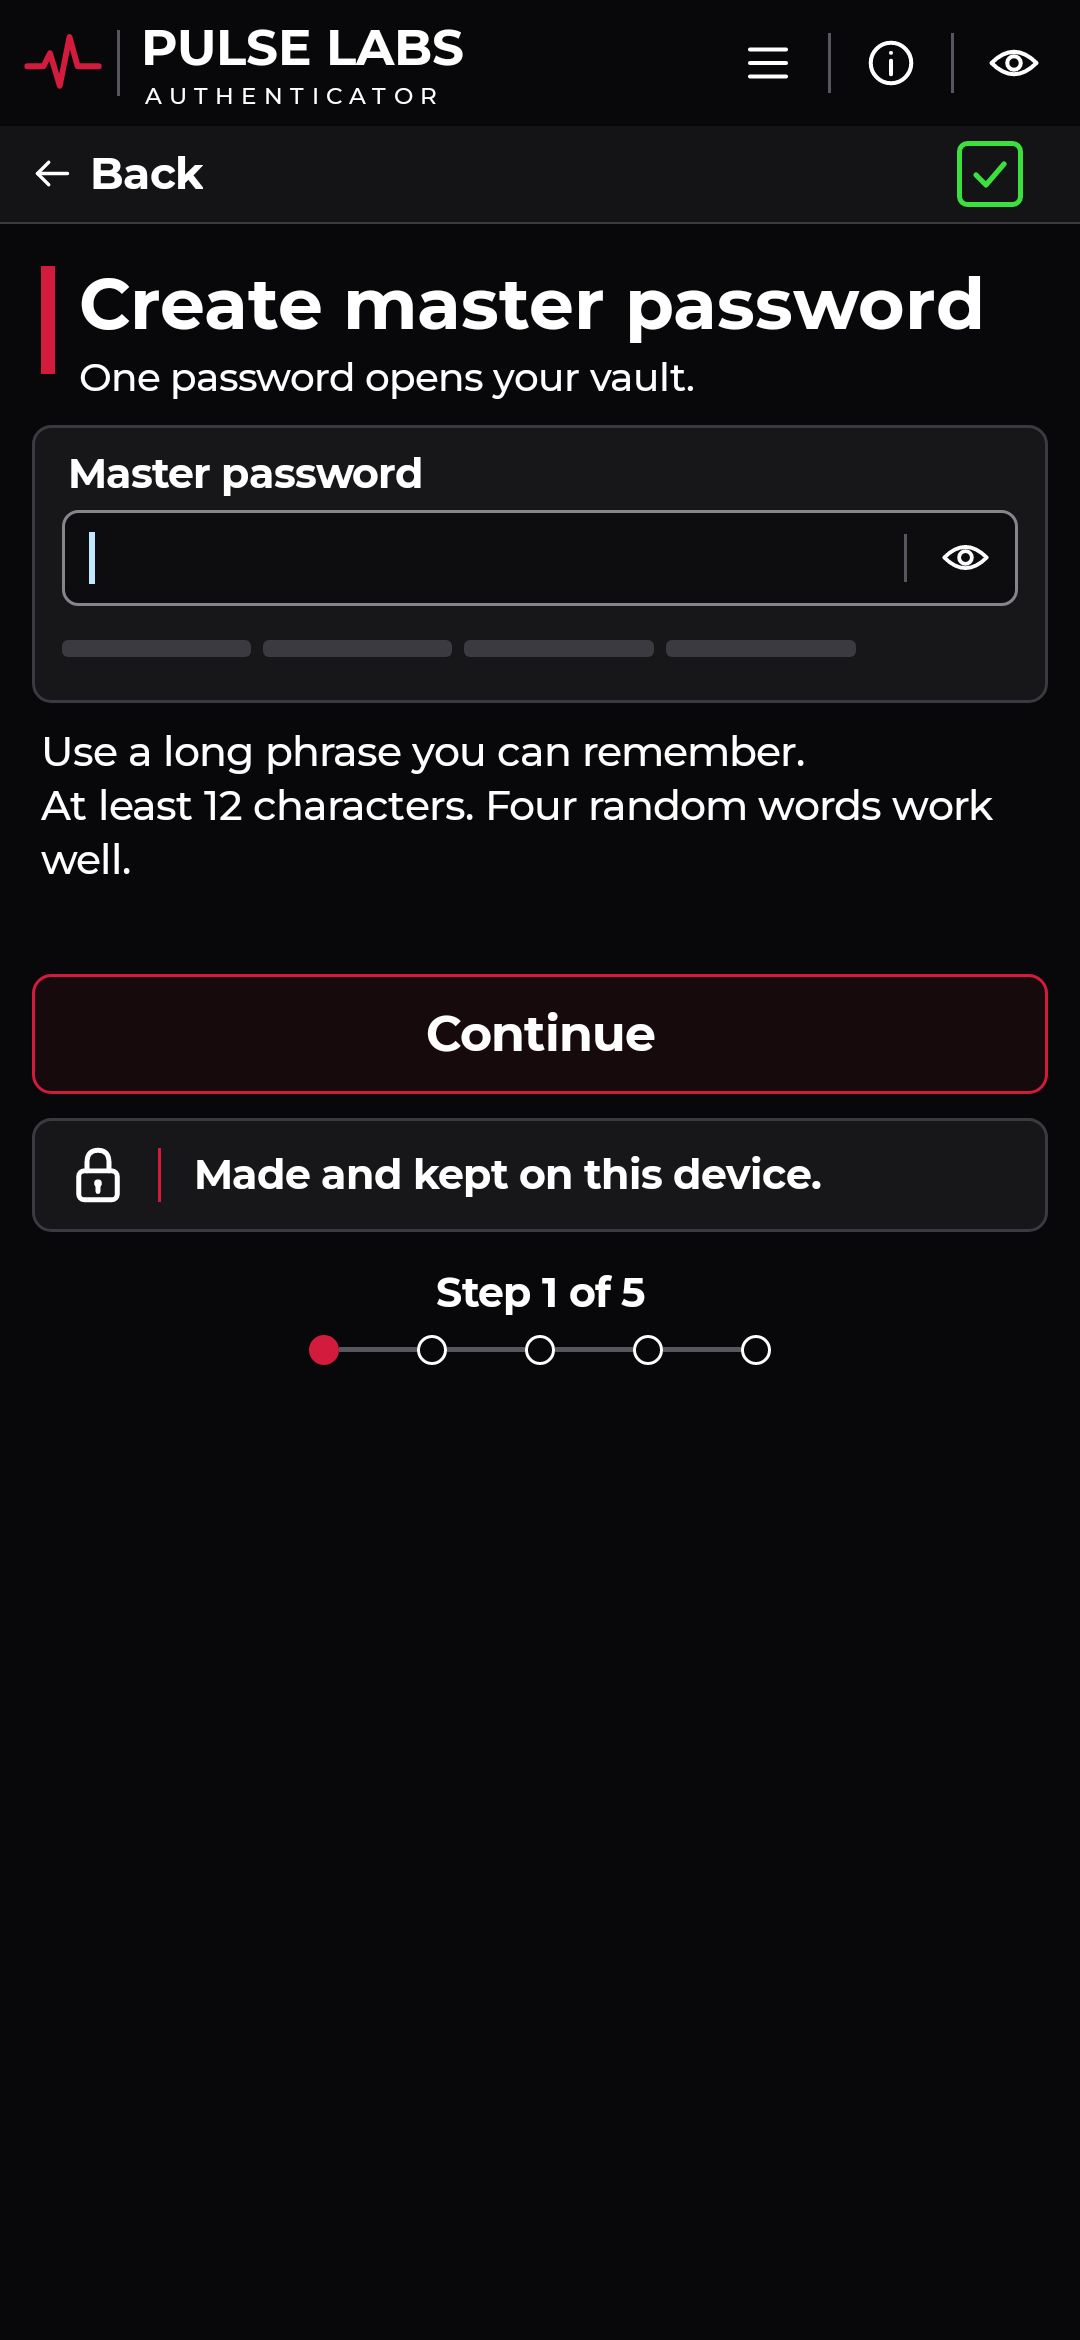 PULSE LABS
AUTHENTICATOR
Back
Create master password
One password opens your vault.
Master password
Use a long phrase you can remember.
At least 12 characters. Four random words work
well.
Continue
Made and kept on this device.
Step 1 of 5